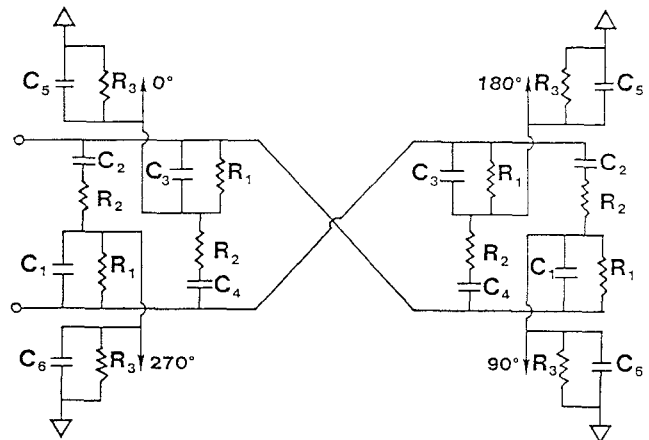 C5 R3 0° 180° R3 C5
C2 C3 R1 C3 R1 C2
R2 R2 R2 R2
C1 R1 C4 C4 C1 R1
C6 R3 270° 90° R3 C6